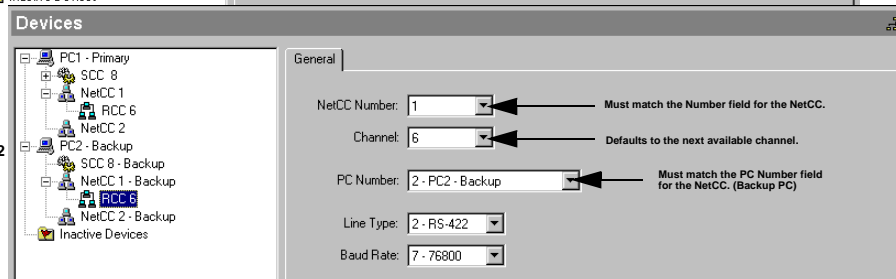 Inactive Devices
Devices
PC1 - Primary
SCC 8
NetCC 1
RCC 6
NetCC 2
2
PC2 - Backup
SCC 8 - Backup
NetCC 1 - Backup
RCC 6
NetCC 2 - Backup
Inactive Devices
General
NetCC Number: 1
Must match the Number field for the NetCC.
Channel: 6
Defaults to the next available channel.
PC Number: 2 - PC2 - Backup
Must match the PC Number field
for the NetCC. (Backup PC)
Line Type: 2 - RS-422
Baud Rate: 7 - 76800